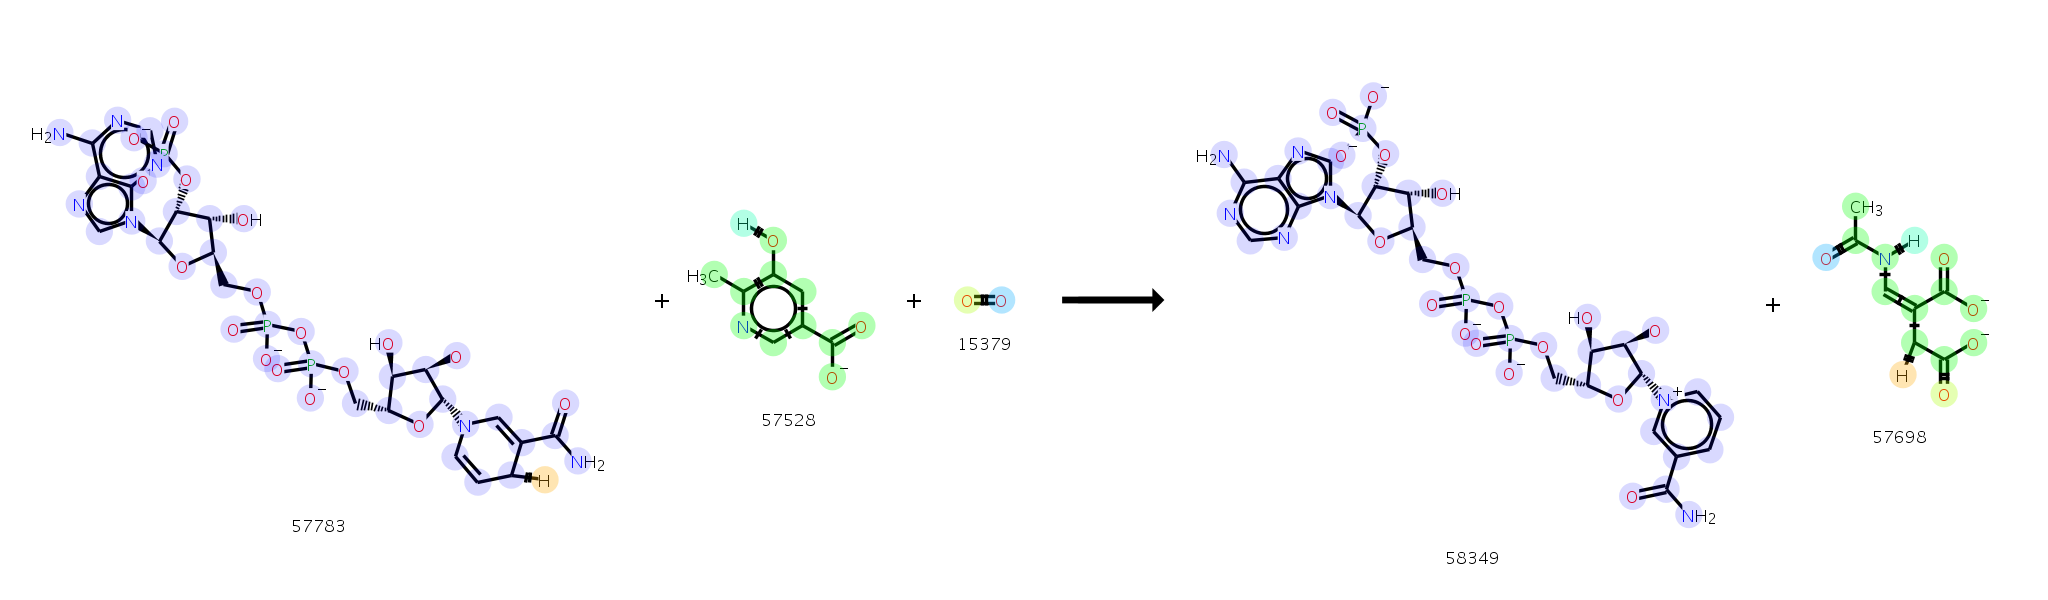 H₂N N O⁻ O
P
N N
O⁻ O
N N OH
O
O
O P O
O⁻
O P O
O⁻
HO O
O
N O
NH₂
H
57783
+
H O
H₃C
N O
O⁻
57528
+
O O
15379
O O⁻
P
H₂N N O⁻ O
N N OH
N O
O
O P O
O⁻
O P O
O⁻
HO O
O N⁺
O
NH₂
58349
+
CH₃
O N H O
O⁻
O⁻
H
O
57698